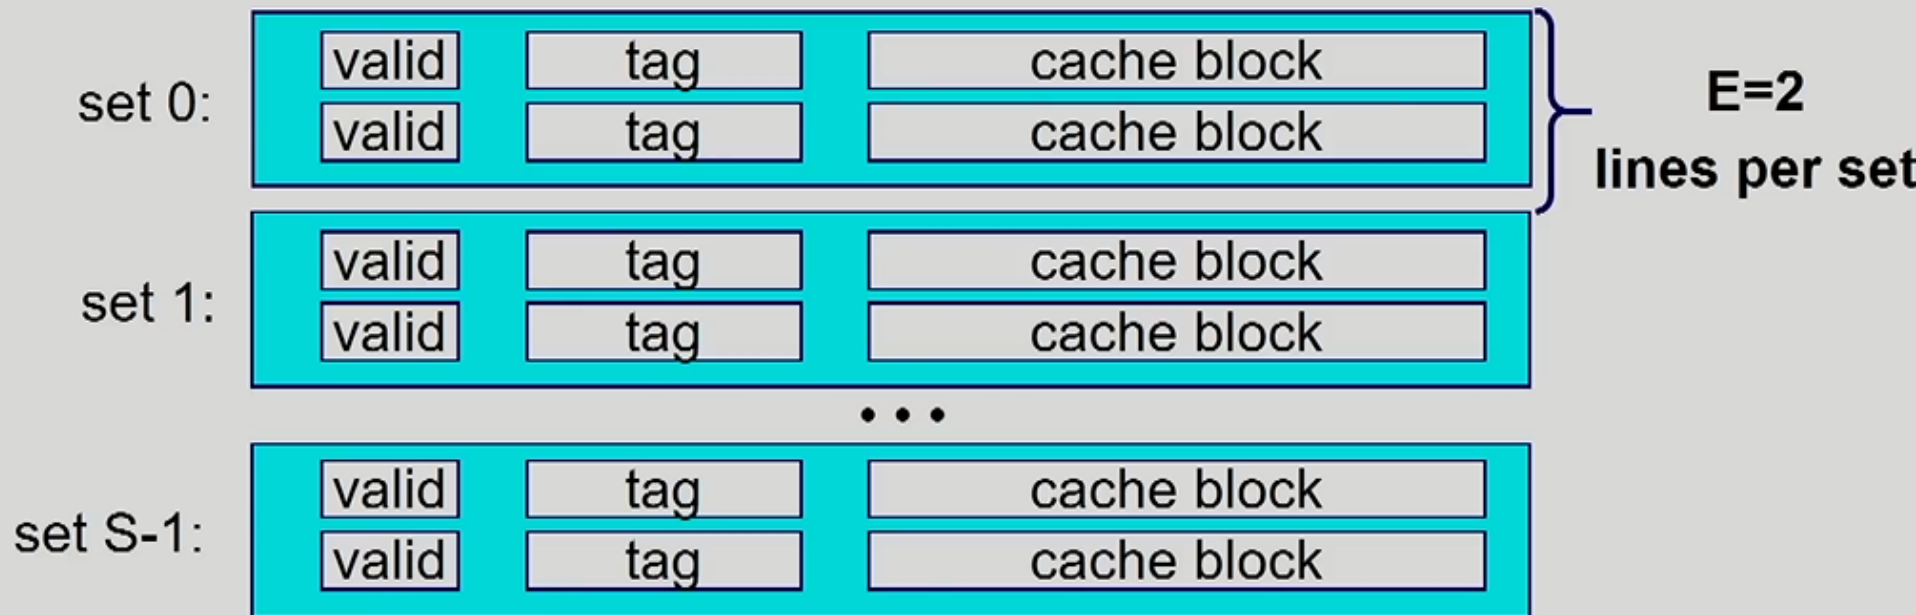 valid tag cache block
set 0:
valid tag cache block
E=2
lines per set
valid tag cache block
set 1:
valid tag cache block
• • •
valid tag cache block
set S-1:
valid tag cache block